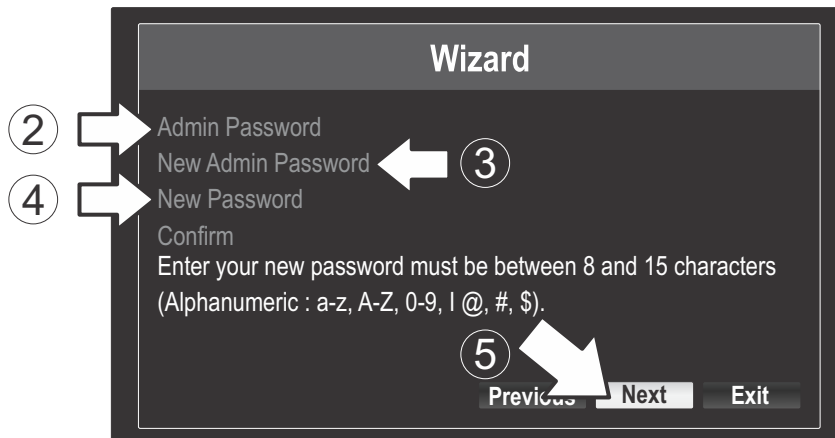 Wizard
② Admin Password
New Admin Password ③
④ New Password
Confirm
Enter your new password must be between 8 and 15 characters
(Alphanumeric : a-z, A-Z, 0-9, I @, #, $).
⑤
Previous Next Exit